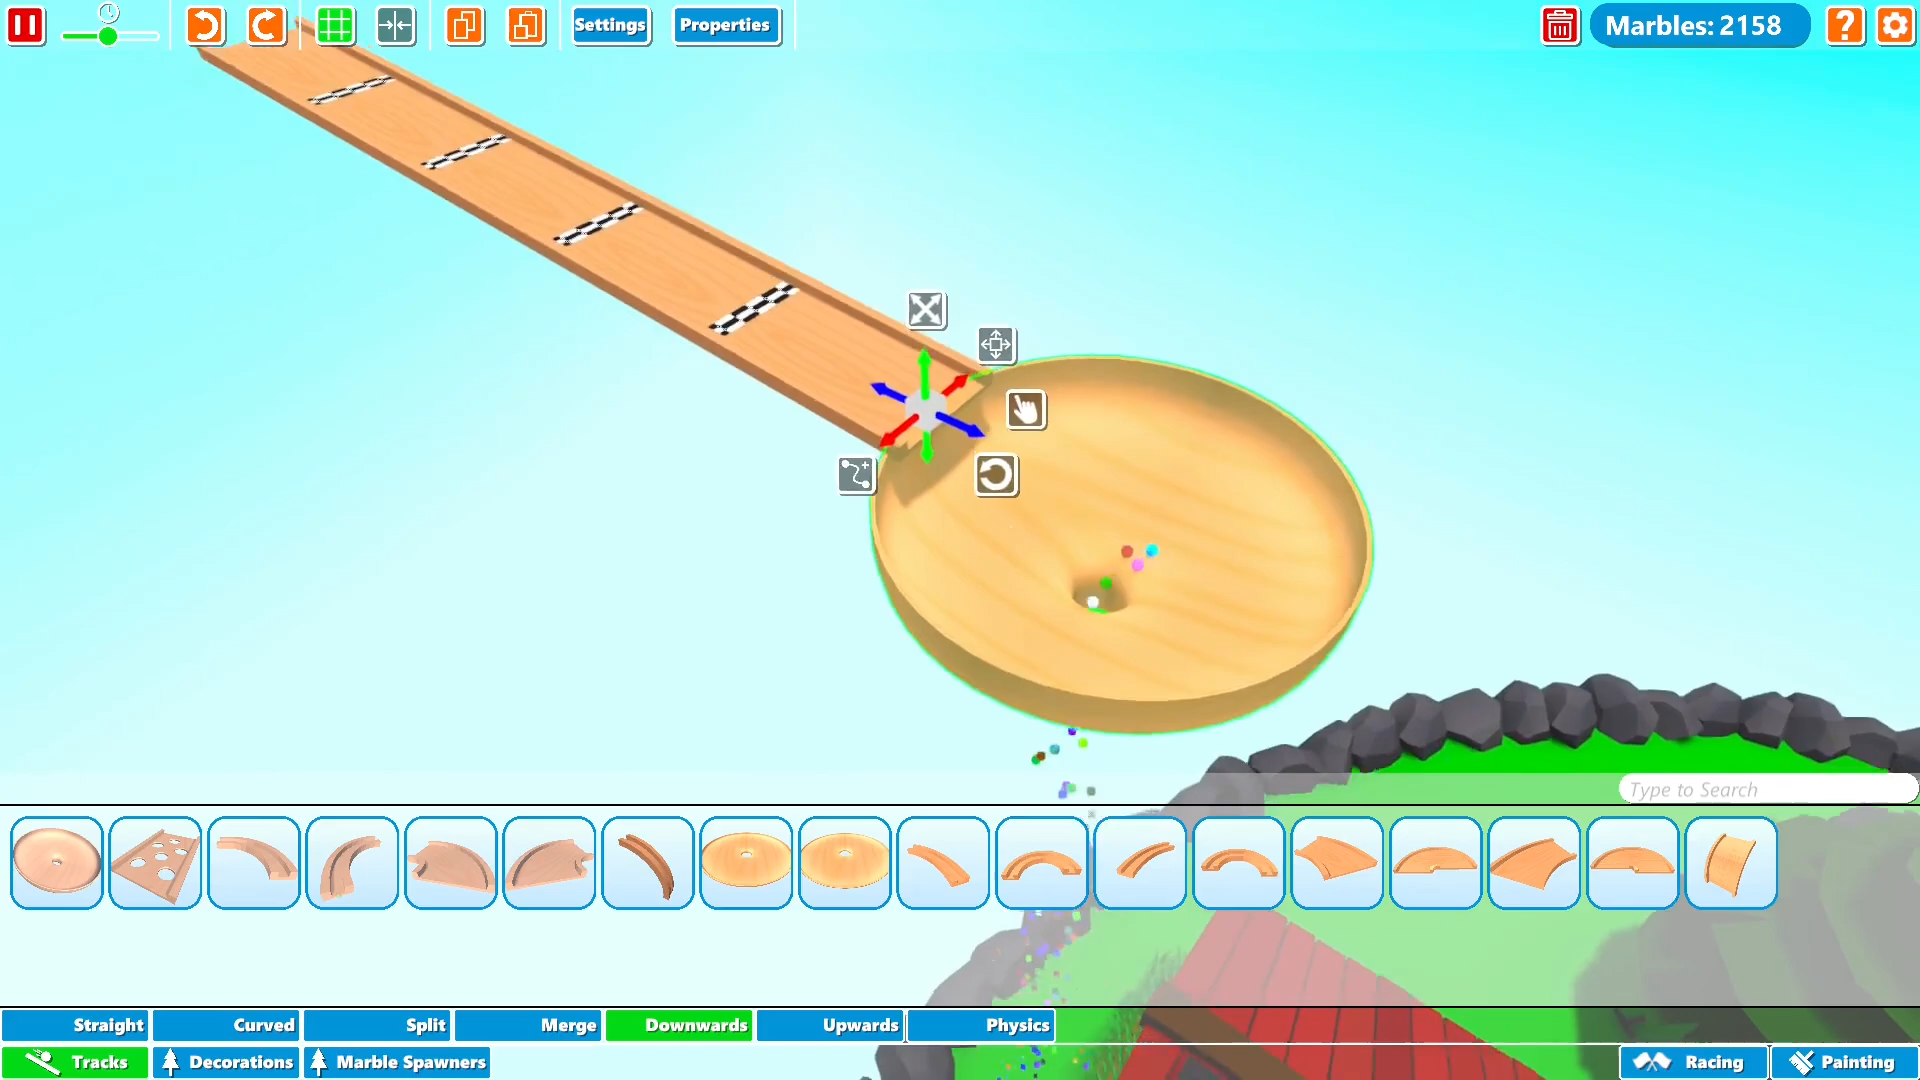 Settings
Properties
Marbles: 2158
?
Type to Search
Straight
Curved
Split
Merge
Downwards
Upwards
Physics
Tracks
Decorations
Marble Spawners
Racing
Painting